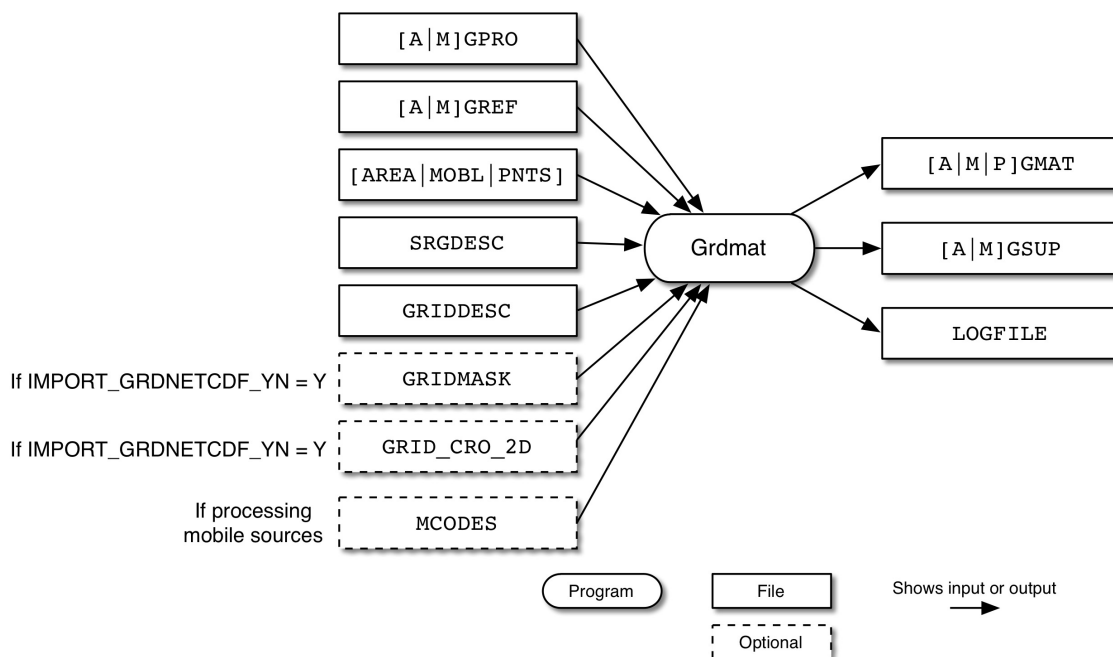 [A|M]GPRO
[A|M]GREF
[AREA|MOBL|PNTS]
SRGDESC
GRIDDESC
If IMPORT_GRDNETCDF_YN = Y
GRIDMASK
If IMPORT_GRDNETCDF_YN = Y
GRID_CRO_2D
If processing
mobile sources
MCODES
Grdmat
[A|M|P]GMAT
[A|M]GSUP
LOGFILE
Program
File
Shows input or output
Optional